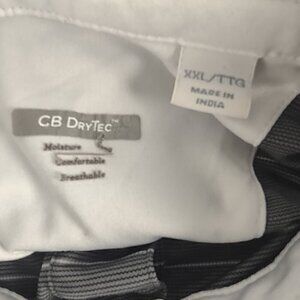 XXL/TTG
MADE IN
INDIA
CB DRYTEC™
Moisture
Comfortable
Breathable